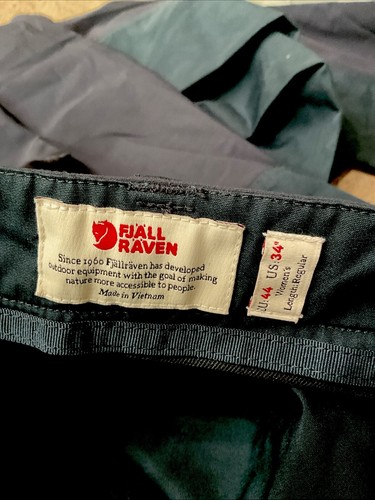 FJÄLL
RÄVEN
Since 1960 Fjällräven has developed
outdoor equipment with the goal of making
nature more accessible to people.
Made in Vietnam
EU:44 US:34"
Women's
Length:Regular